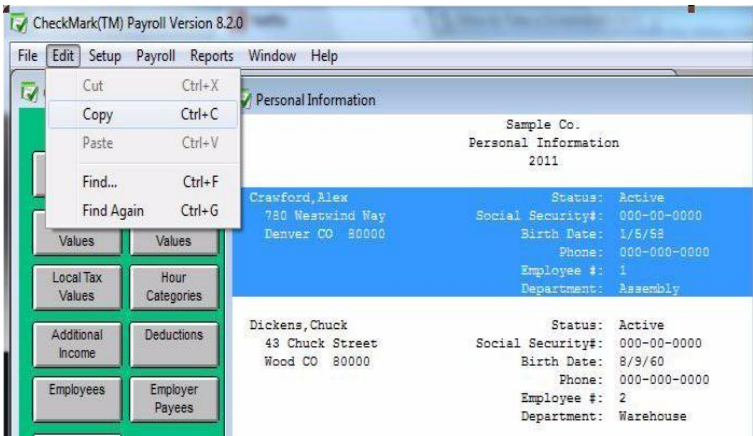 CheckMark(TM) Payroll Version 8.2.0
File Edit Setup Payroll Reports Window Help
Cut Ctrl+X
Copy Ctrl+C
Paste Ctrl+V
Find... Ctrl+F
Find Again Ctrl+G
Values Values
Local Tax Values
Hour Categories
Additional Income
Deductions
Employees
Employer Payees
Personal Information
Sample Co.
Personal Information
2011
Crawford,Alex Status: Active
780 Westwind Way Social Security#: 000-00-0000
Denver CO 80000 Birth Date: 1/5/58
Phone: 000-000-0000
Employee #: 1
Department: Assembly
Dickens,Chuck Status: Active
43 Chuck Street Social Security#: 000-00-0000
Wood CO 80000 Birth Date: 8/9/60
Phone: 000-000-0000
Employee #: 2
Department: Warehouse